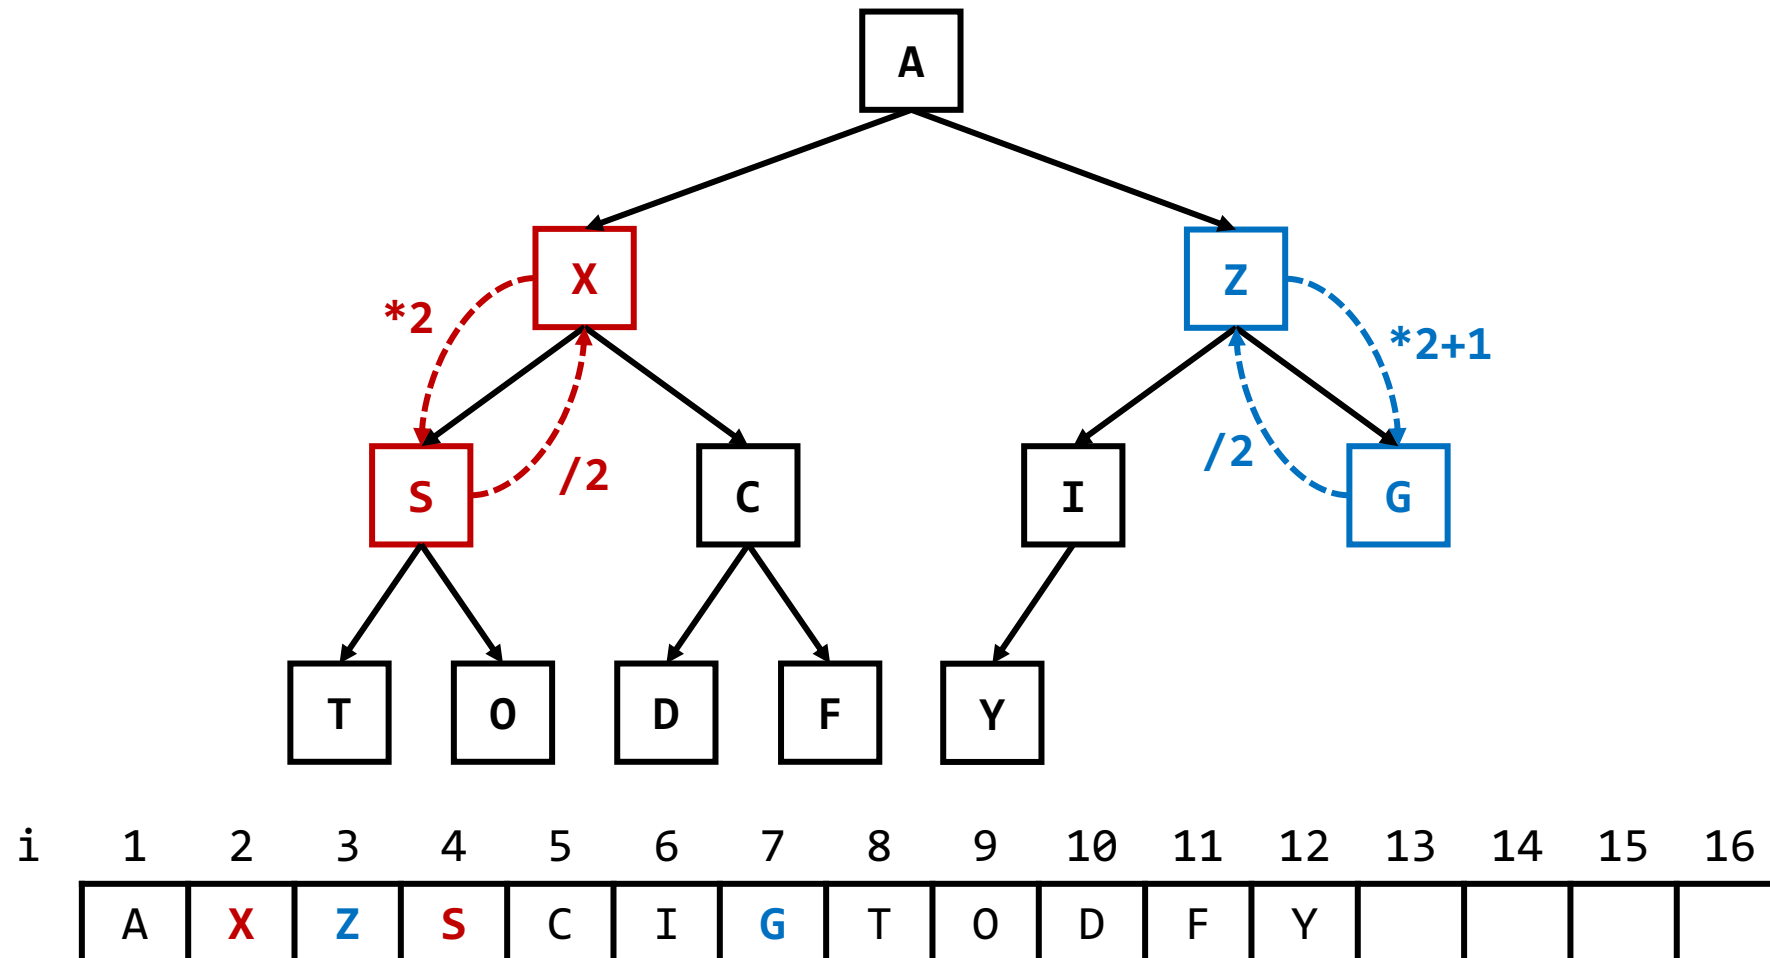 A
X Z
*2 *2+1
/2 /2
S C I G
T O D F Y
i 1 2 3 4 5 6 7 8 9 10 11 12 13 14 15 16
A X Z S C I G T O D F Y